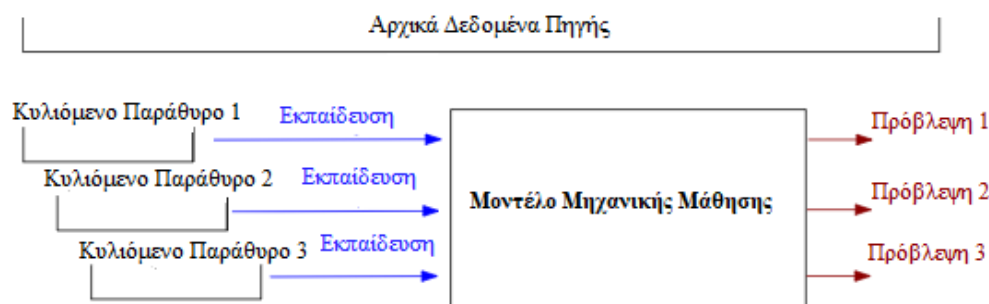 Αρχικά Δεδομένα Πηγής
Κυλιόμενο Παράθυρο 1
Εκπαίδευση
Πρόβλεψη 1
Κυλιόμενο Παράθυρο 2
Εκπαίδευση
Μοντέλο Μηχανικής Μάθησης
Πρόβλεψη 2
Κυλιόμενο Παράθυρο 3
Εκπαίδευση
Πρόβλεψη 3